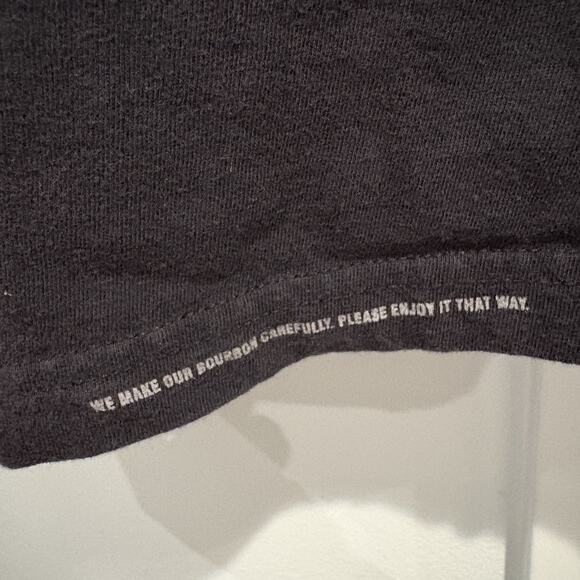 WE MAKE OUR BOURBON CAREFULLY. PLEASE ENJOY IT THAT WAY.